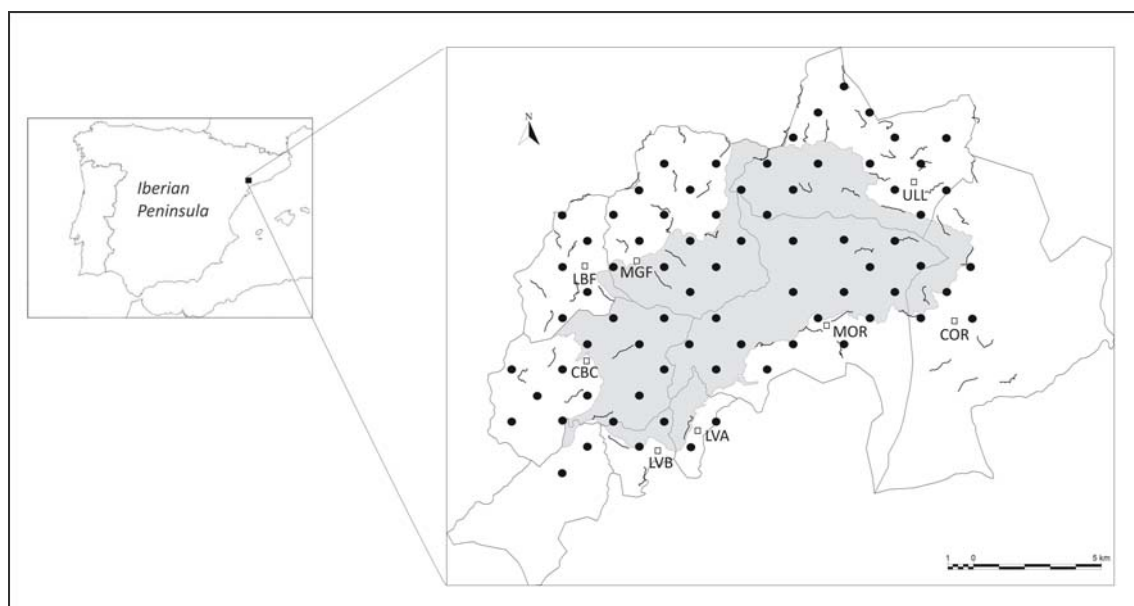 Iberian
Peninsula
N
ULL
LBF
MGF
MOR
COR
CBC
LVA
LVB
1 0 5 km